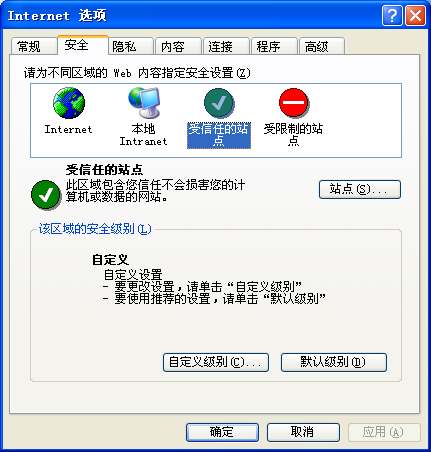 Internet 选项
常规 安全 隐私 内容 连接 程序 高级
请为不同区域的 Web 内容指定安全设置(Z)
Internet 本地 受信任的站 受限制的站
Intranet 点 点
受信任的站点
此区域包含您信任不会损害您的计
算机或数据的网站。
站点(S)...
该区域的安全级别(L)
自定义
自定义设置
- 要更改设置，请单击“自定义级别”
- 要使用推荐的设置，请单击“默认级别”
自定义级别(C)... 默认级别(D)
确定 取消 应用(A)